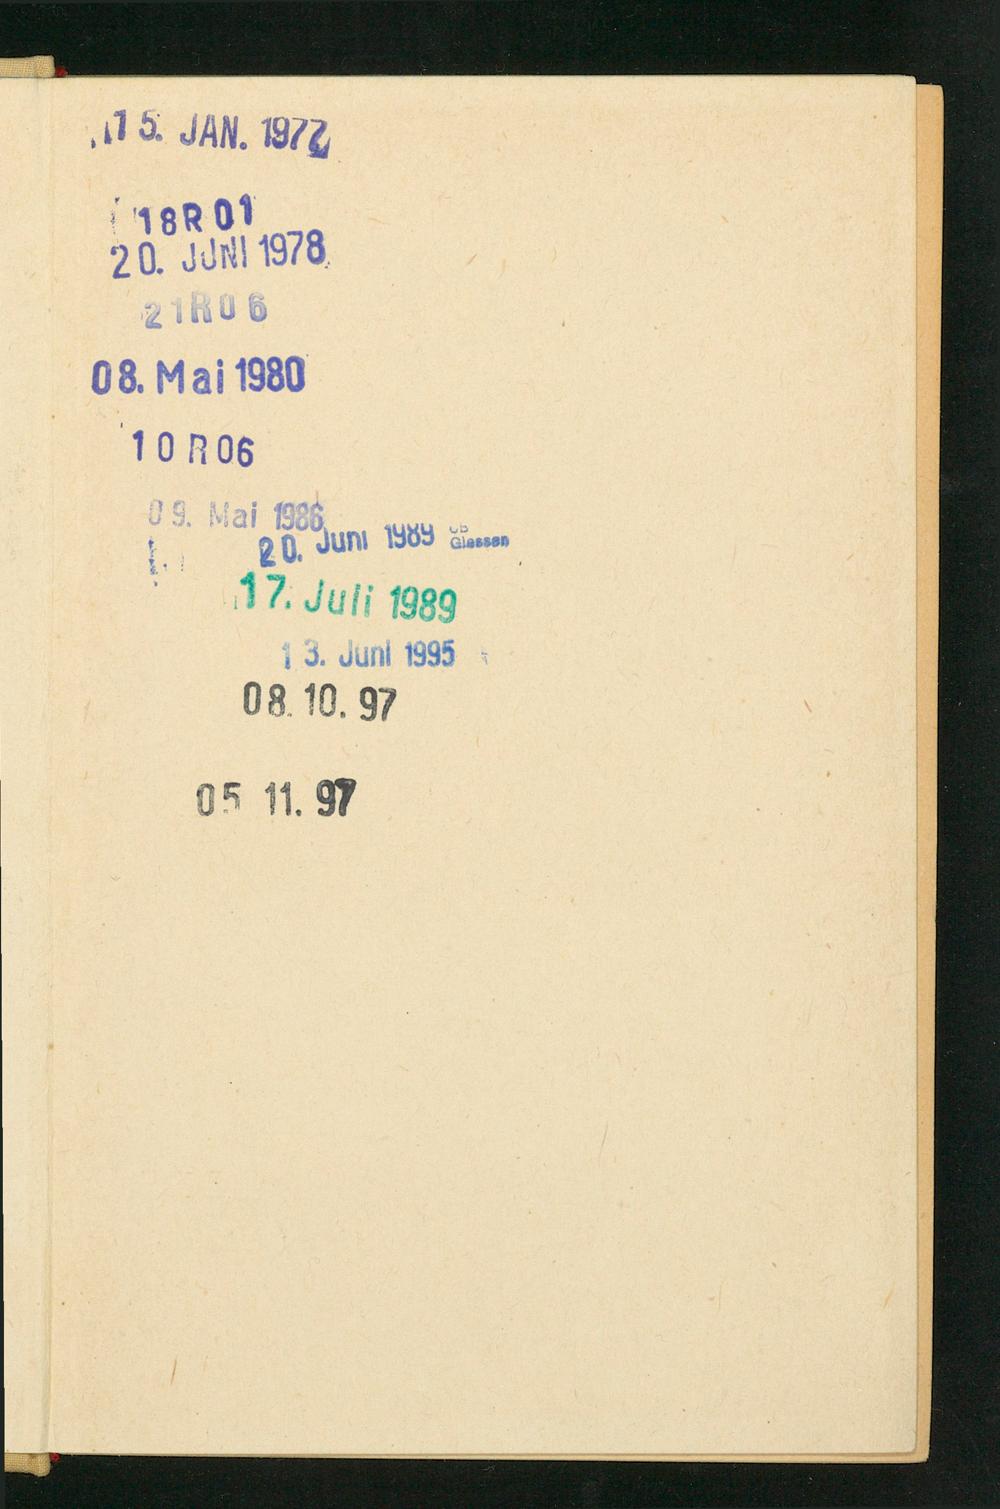 15. JAN. 1972
18R01
20. JUNI 1978
21R06
08. Mai 1980
10R06
09. Mai 1986
20. Juni 1989 UB Giessen
17. Juli 1989
13. Juni 1995
08. 10. 97
05 11. 97